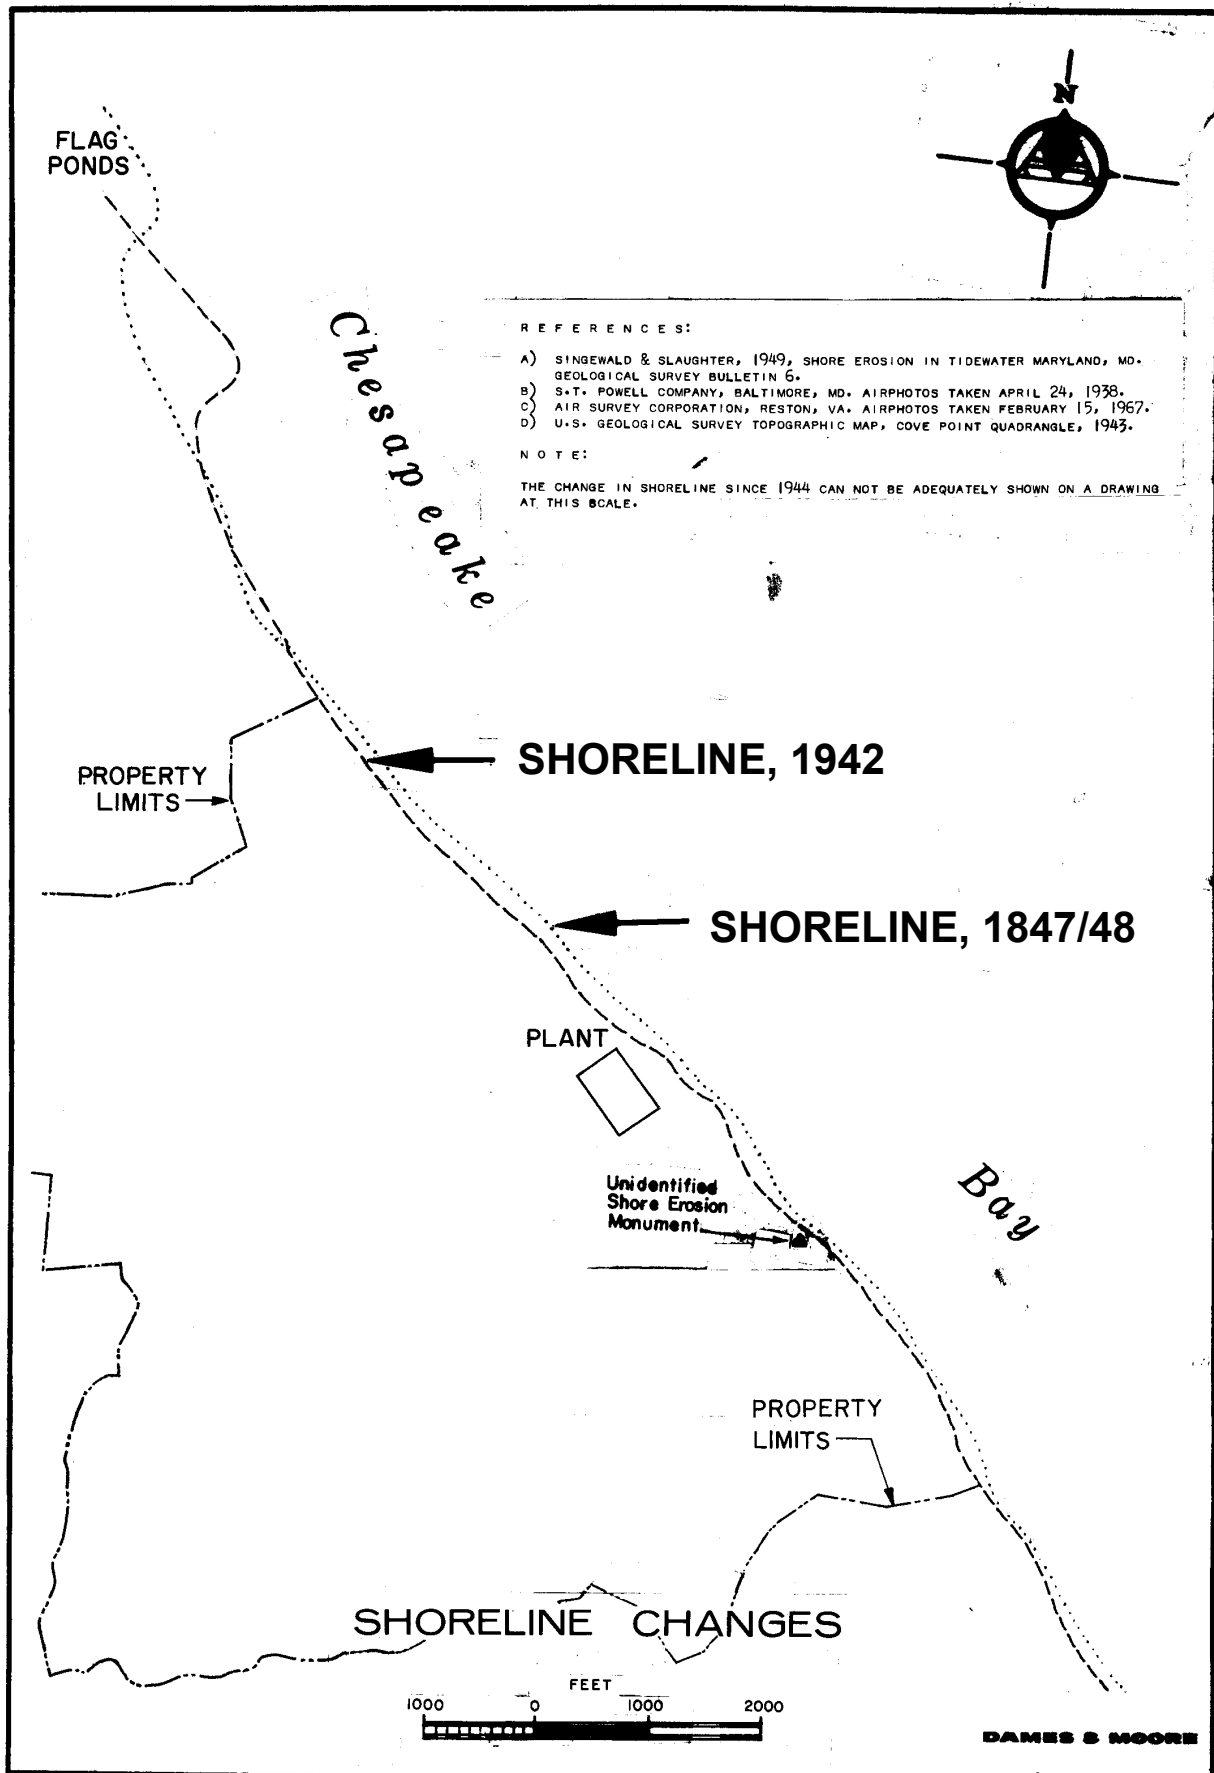 N
FLAG
PONDS
Chesapeake
REFERENCES:
A) SINGEWALD & SLAUGHTER, 1949, SHORE EROSION IN TIDEWATER MARYLAND, MD.
GEOLOGICAL SURVEY BULLETIN 6.
B) S.T. POWELL COMPANY, BALTIMORE, MD. AIRPHOTOS TAKEN APRIL 24, 1938.
C) AIR SURVEY CORPORATION, RESTON, VA. AIRPHOTOS TAKEN FEBRUARY 15, 1967.
D) U.S. GEOLOGICAL SURVEY TOPOGRAPHIC MAP, COVE POINT QUADRANGLE, 1943.
NOTE:
THE CHANGE IN SHORELINE SINCE 1944 CAN NOT BE ADEQUATELY SHOWN ON A DRAWING
AT THIS SCALE.
SHORELINE, 1942
PROPERTY
LIMITS
SHORELINE, 1847/48
PLANT
Unidentified
Shore Erosion
Monument
Bay
PROPERTY
LIMITS
SHORELINE CHANGES
FEET
1000 0 1000 2000
DAMES & MOORE